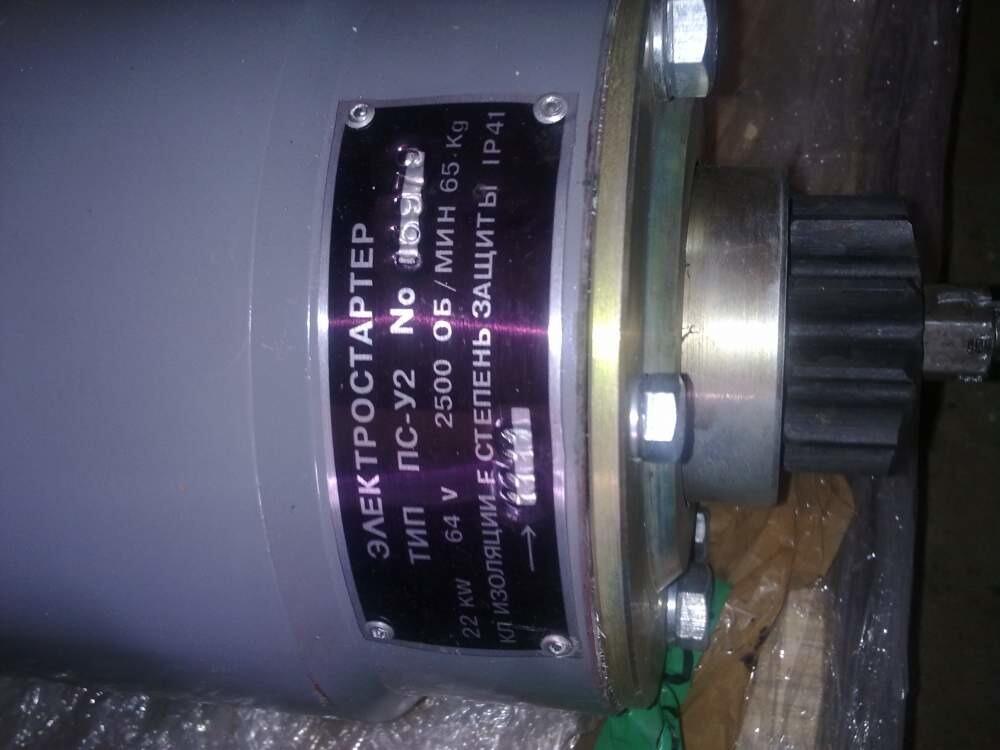 ЭЛЕКТРОСТАРТЕР
ТИП ПС-У2 No
22 KW 64 V 2500 ОБ/МИН 65 Kg
КЛ ИЗОЛЯЦИИ F СТЕПЕНЬ ЗАЩИТЫ IP41
→